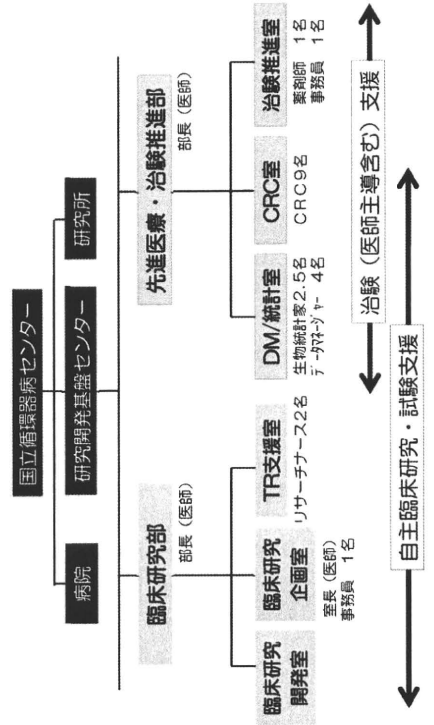 国立循環器病センター
病院
研究開発基盤センター
研究所
臨床研究部
部長（医師）
先進医療・治験推進部
部長（医師）
臨床研究
開発室
臨床研究
企画室
室長（医師）
事務員　1名
TR支援室
リサーチナース2名
DM/統計室
生物統計家2.5名
データマネージャー　4名
CRC室
CRC9名
治験推進室
薬剤師　1名
事務員　1名
治験（医師主導含む）支援
自主臨床研究・試験支援